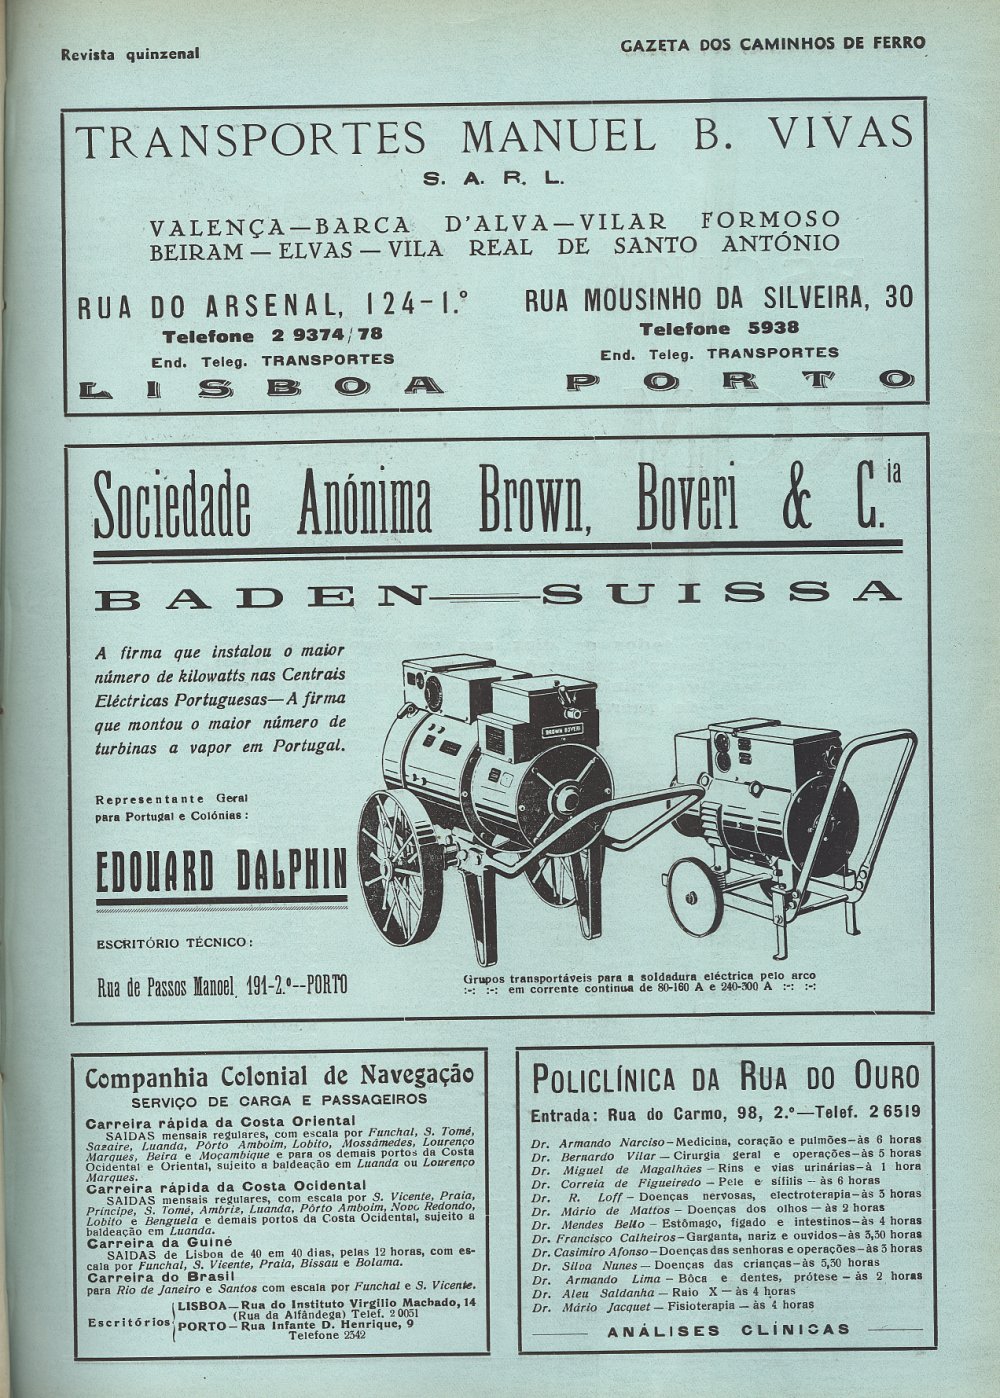 Revista quinzenal
GAZETA DOS CAMINHOS DE FERRO
TRANSPORTES MANUEL B. VIVAS
S. A. R. L.
VALENÇA—BARCA D'ALVA—VILAR FORMOSO
BEIRAM — ELVAS — VILA REAL DE SANTO ANTÓNIO
RUA DO ARSENAL, 124-1.º
Telefone 2 9374/78
End. Teleg. TRANSPORTES
LISBOA
RUA MOUSINHO DA SILVEIRA, 30
Telefone 5938
End. Teleg. TRANSPORTES
PORTO
Sociedade Anónima Brown, Boveri & C.ia
BADEN—SUISSA
A firma que instalou o maior
número de kilowatts nas Centrais
Eléctricas Portuguesas—A firma
que montou o maior número de
turbinas a vapor em Portugal.
Representante Geral
para Portugal e Colónias:
EDOUARD DALPHIN
ESCRITÓRIO TÉCNICO:
Rua de Passos Manoel, 191-2.º--PORTO
BROWN BOVERI
Grupos transportáveis para a soldadura eléctrica pelo arco
:-: :-: em corrente continua de 80-160 A e 240-300 A :-: :-:
Companhia Colonial de Navegação
SERVIÇO DE CARGA E PASSAGEIROS
Carreira rápida da Costa Oriental
SAIDAS mensais regulares, com escala por Funchal, S. Tomé,
Sazaire, Luanda, Pôrto Amboim, Lobito, Mossâmedes, Lourenço
Marques, Beira e Moçambique e para os demais portos da Costa
Ocidental e Oriental, sujeito a baldeação em Luanda ou Lourenço
Marques.
Carreira rápida da Costa Ocidental
SAIDAS mensais regulares, com escala por S. Vicente, Praia,
Príncipe, S. Tomé, Ambriz, Luanda, Pôrto Amboim, Novo Redondo,
Lobito e Benguela e demais portos da Costa Ocidental, sujeito a
baldeação em Luanda.
Carreira da Guiné
SAIDAS de Lisboa de 40 em 40 dias, pelas 12 horas, com es-
cala por Funchal, S. Vicente, Praia, Bissau e Bolama.
Carreira do Brasil
para Rio de Janeiro e Santos com escala por Funchal e S. Vicente.
Escritórios
LISBOA—Rua do Instituto Virgílio Machado, 14
(Rua da Alfândega) Telef. 2 0051
PORTO—Rua Infante D. Henrique, 9
Telefone 2342
POLICLÍNICA DA RUA DO OURO
Entrada: Rua do Carmo, 98, 2.º—Telef. 2 6519
Dr. Armando Narciso—Medicina, coração e pulmões—às 6 horas
Dr. Bernardo Vilar—Cirurgia geral e operações—às 5 horas
Dr. Miguel de Magalhães—Rins e vias urinárias—à 1 hora
Dr. Correia de Figueiredo—Pele e sífilis—às 6 horas
Dr. R. Loff—Doenças nervosas, electroterapia—às 3 horas
Dr. Mário de Mattos—Doenças dos olhos—às 2 horas
Dr. Mendes Bello—Estômago, fígado e intestinos—às 4 horas
Dr. Francisco Calheiros—Garganta, nariz e ouvidos—às 3,30 horas
Dr. Casimiro Afonso—Doenças das senhoras e operações—às 3 horas
Dr. Silva Nunes—Doenças das crianças—às 5,30 horas
Dr. Armando Lima—Bôca e dentes, prótese—às 2 horas
Dr. Aleu Saldanha—Raio X—às 4 horas
Dr. Mário Jacquet—Fisioterapia—às 4 horas
ANÁLISES CLÍNICAS